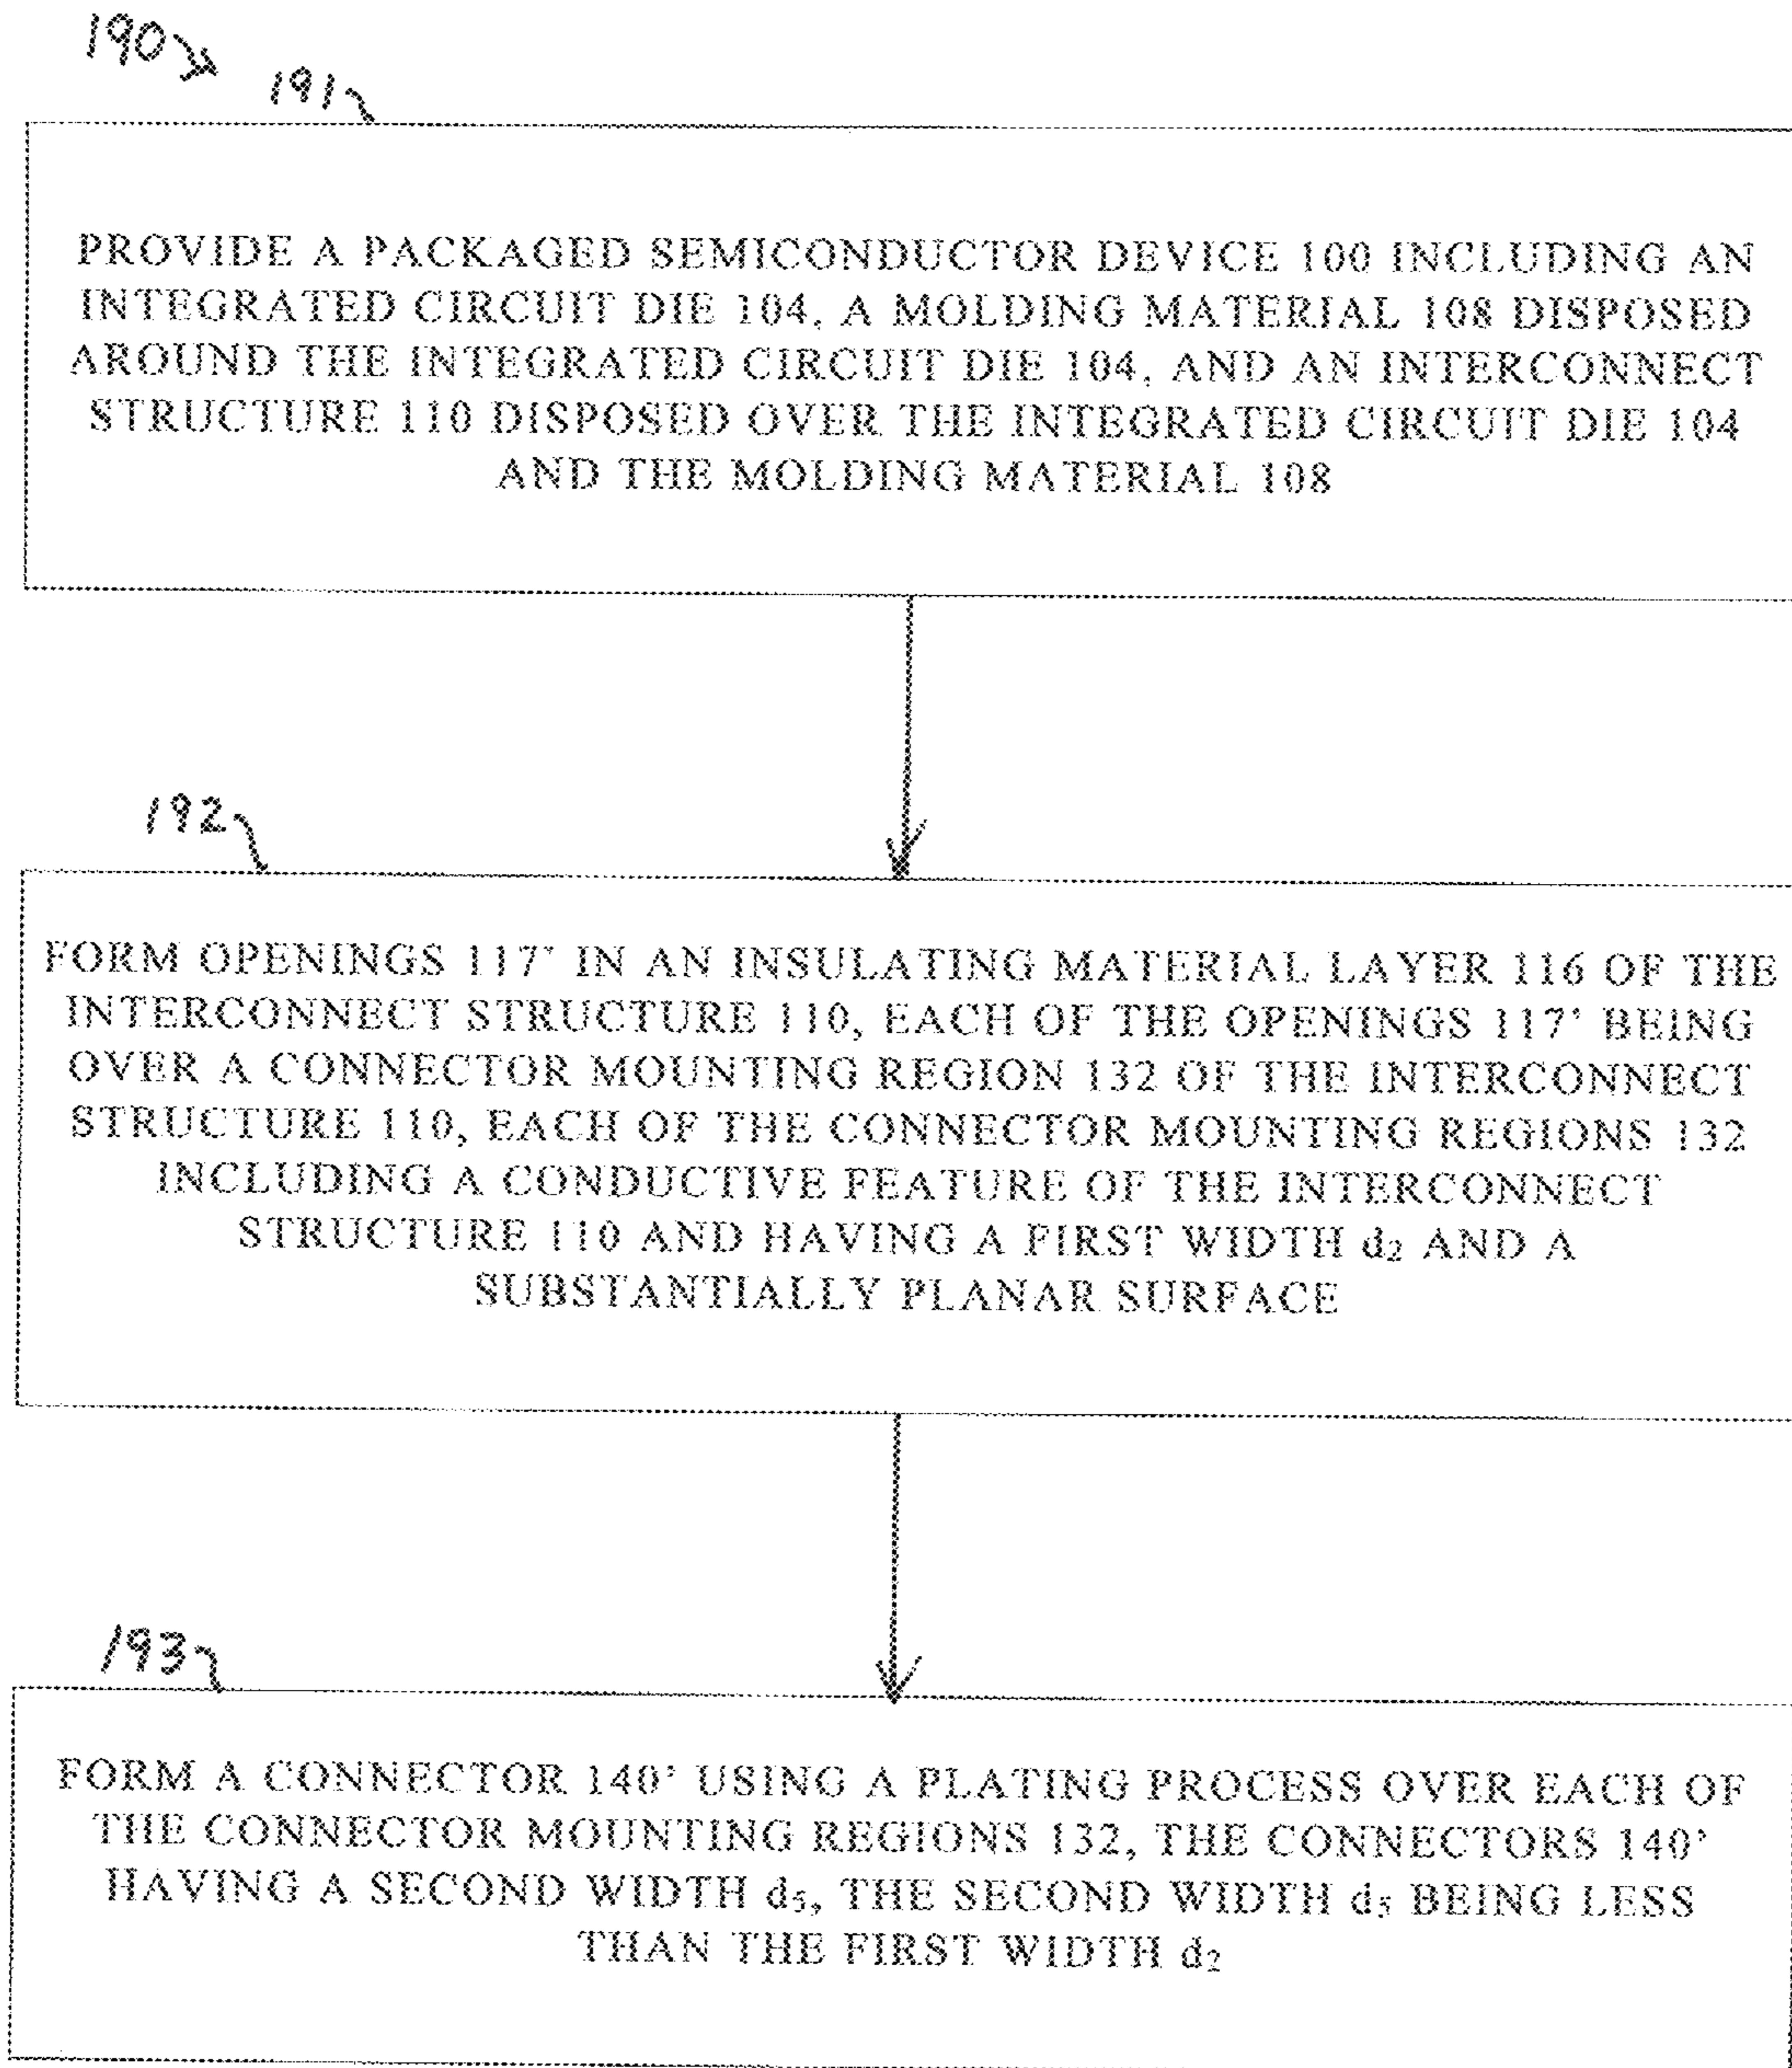 190
191
PROVIDE A PACKAGED SEMICONDUCTOR DEVICE 100 INCLUDING AN
INTEGRATED CIRCUIT DIE 104, A MOLDING MATERIAL 108 DISPOSED
AROUND THE INTEGRATED CIRCUIT DIE 104, AND AN INTERCONNECT
STRUCTURE 110 DISPOSED OVER THE INTEGRATED CIRCUIT DIE 104
AND THE MOLDING MATERIAL 108
192
FORM OPENINGS 117' IN AN INSULATING MATERIAL LAYER 116 OF THE
INTERCONNECT STRUCTURE 110, EACH OF THE OPENINGS 117' BEING
OVER A CONNECTOR MOUNTING REGION 132 OF THE INTERCONNECT
STRUCTURE 110, EACH OF THE CONNECTOR MOUNTING REGIONS 132
INCLUDING A CONDUCTIVE FEATURE OF THE INTERCONNECT
STRUCTURE 110 AND HAVING A FIRST WIDTH d₂ AND A
SUBSTANTIALLY PLANAR SURFACE
193
FORM A CONNECTOR 140' USING A PLATING PROCESS OVER EACH OF
THE CONNECTOR MOUNTING REGIONS 132, THE CONNECTORS 140'
HAVING A SECOND WIDTH d₅, THE SECOND WIDTH d₅ BEING LESS
THAN THE FIRST WIDTH d₂